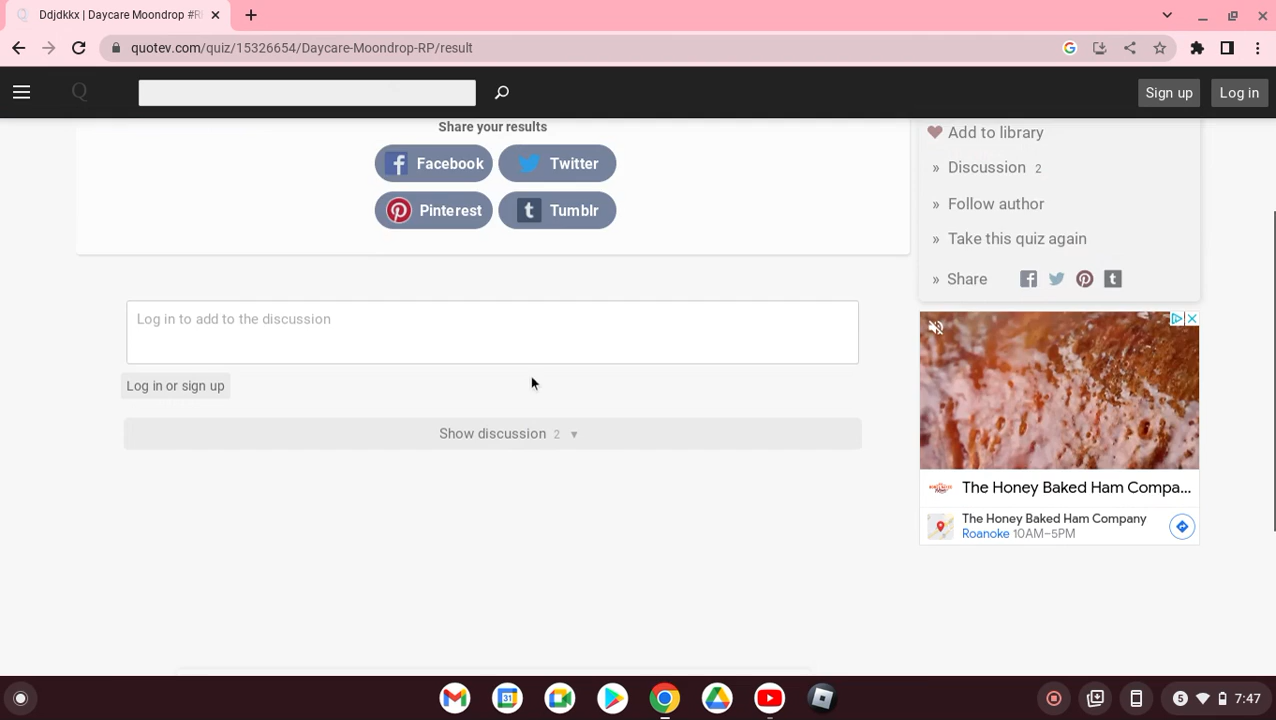 Ddjdkkx | Daycare Moondrop #R
quotev.com/quiz/15326654/Daycare-Moondrop-RP/result
Q
Sign up
Log in
Share your results
Facebook
Twitter
Pinterest
Tumblr
Add to library
» Discussion 2
» Follow author
» Take this quiz again
» Share
Log in to add to the discussion
Log in or sign up
Show discussion 2 ▼
The Honey Baked Ham Compa...
The Honey Baked Ham Company
Roanoke 10AM–5PM
31
5
7:47